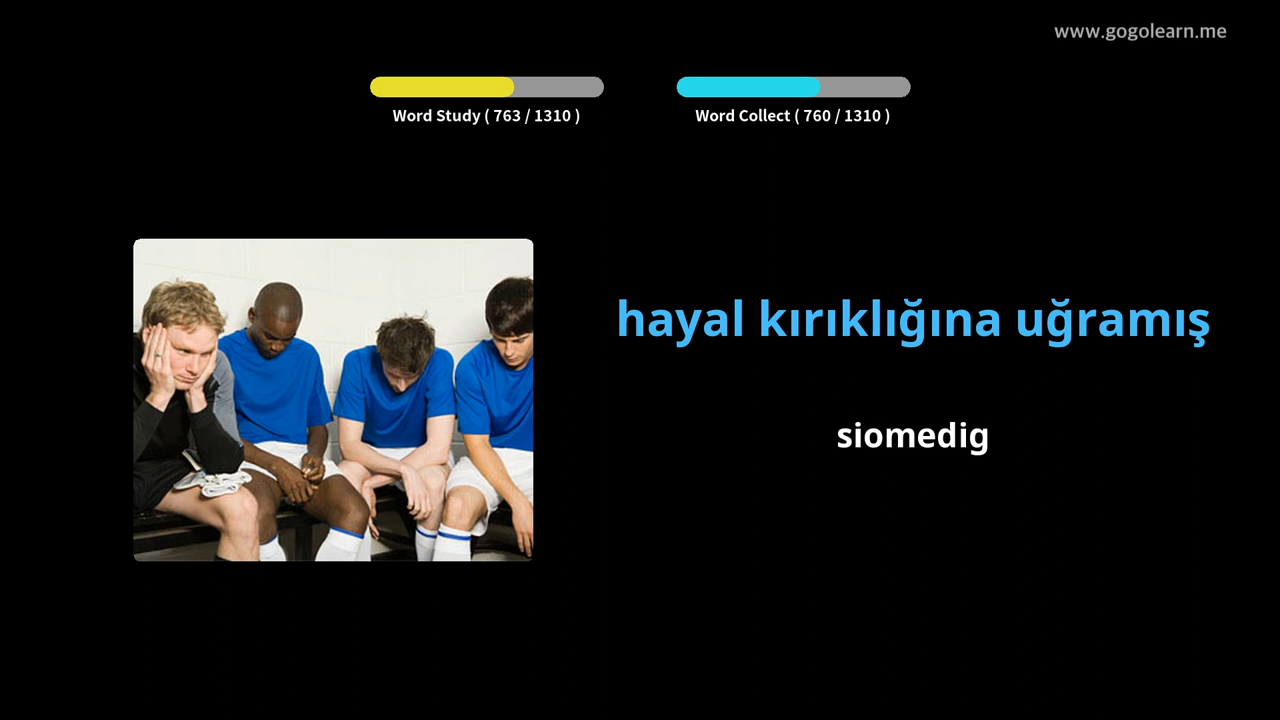 www.gogolearn.me
Word Study ( 763 / 1310 )
Word Collect ( 760 / 1310 )
hayal kırıklığına uğramış
siomedig